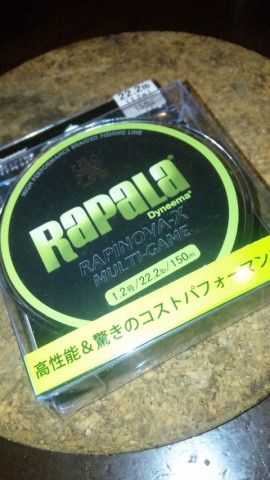 22.2lb
HIGH PERFORMANCE BRAIDED FISHING LINE
Rapala
Dyneema
RAPINOVA-X
MULTI-GAME
1.2号/22.2lb/150m
高性能&驚きのコストパフォーマン